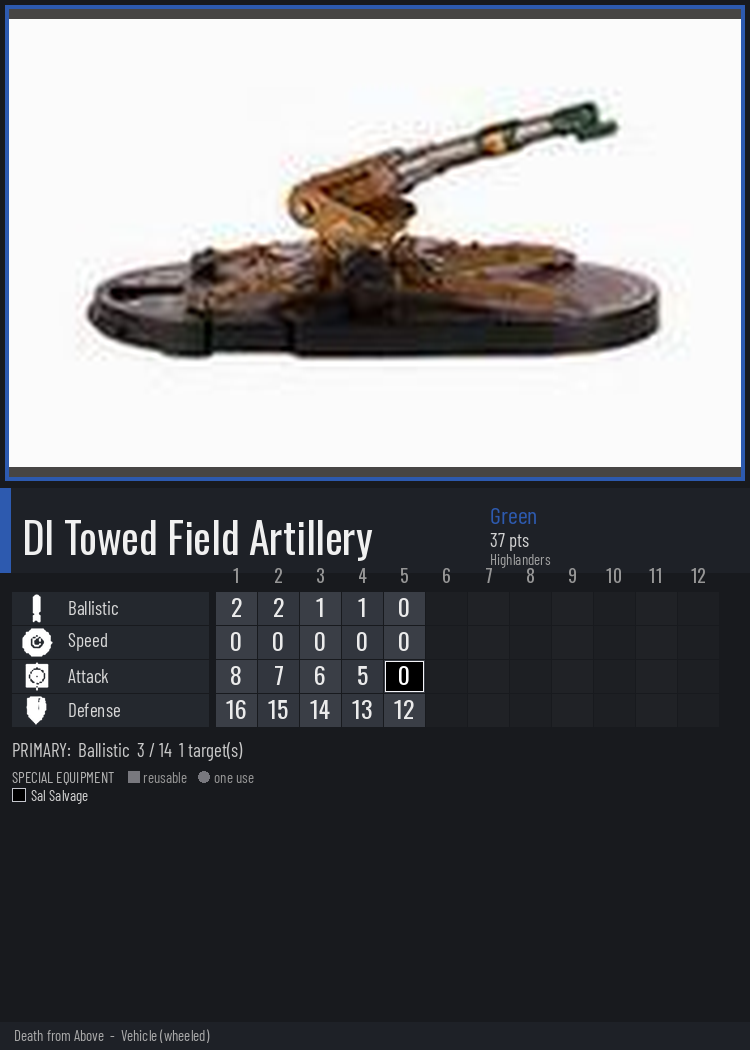 DI Towed Field Artillery
Green
37 pts
Highlanders
1 2 3 4 5 6 7 8 9 10 11 12
Ballistic 2 2 1 1 0
Speed 0 0 0 0 0
Attack 8 7 6 5 0
Defense 16 15 14 13 12
PRIMARY: Ballistic 3 / 14 1 target(s)
SPECIAL EQUIPMENT reusable one use
Sal Salvage
Death from Above - Vehicle (wheeled)